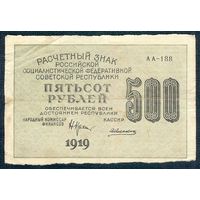 РАСЧЕТНЫЙ ЗНАК
РОССИЙСКОЙ
СОЦИАЛИСТИЧЕСКОЙ ФЕДЕРАТИВНОЙ
СОВЕТСКОЙ РЕСПУБЛИКИ
АА-188
ПЯТЬСОТ
РУБЛЕЙ
500
ОБЕСПЕЧИВАЕТСЯ ВСЕМ
ДОСТОЯНИЕМ РЕСПУБЛИКИ
НАРОДНЫЙ КОМИССАР
ФИНАНСОВ
КАССИР
1919